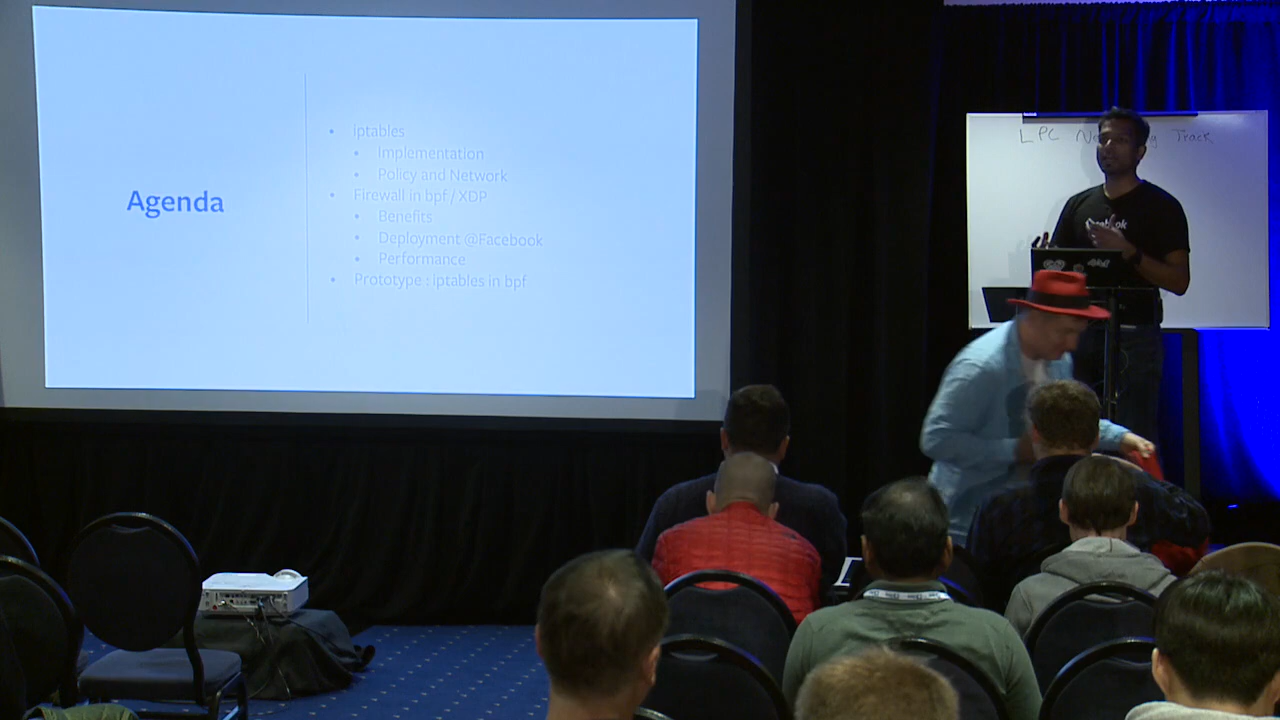 Agenda
iptables
Implementation
Policy and Network
Firewall in bpf / XDP
Benefits
Deployment @Facebook
Performance
Prototype : iptables in bpf
LPC Ne g Track